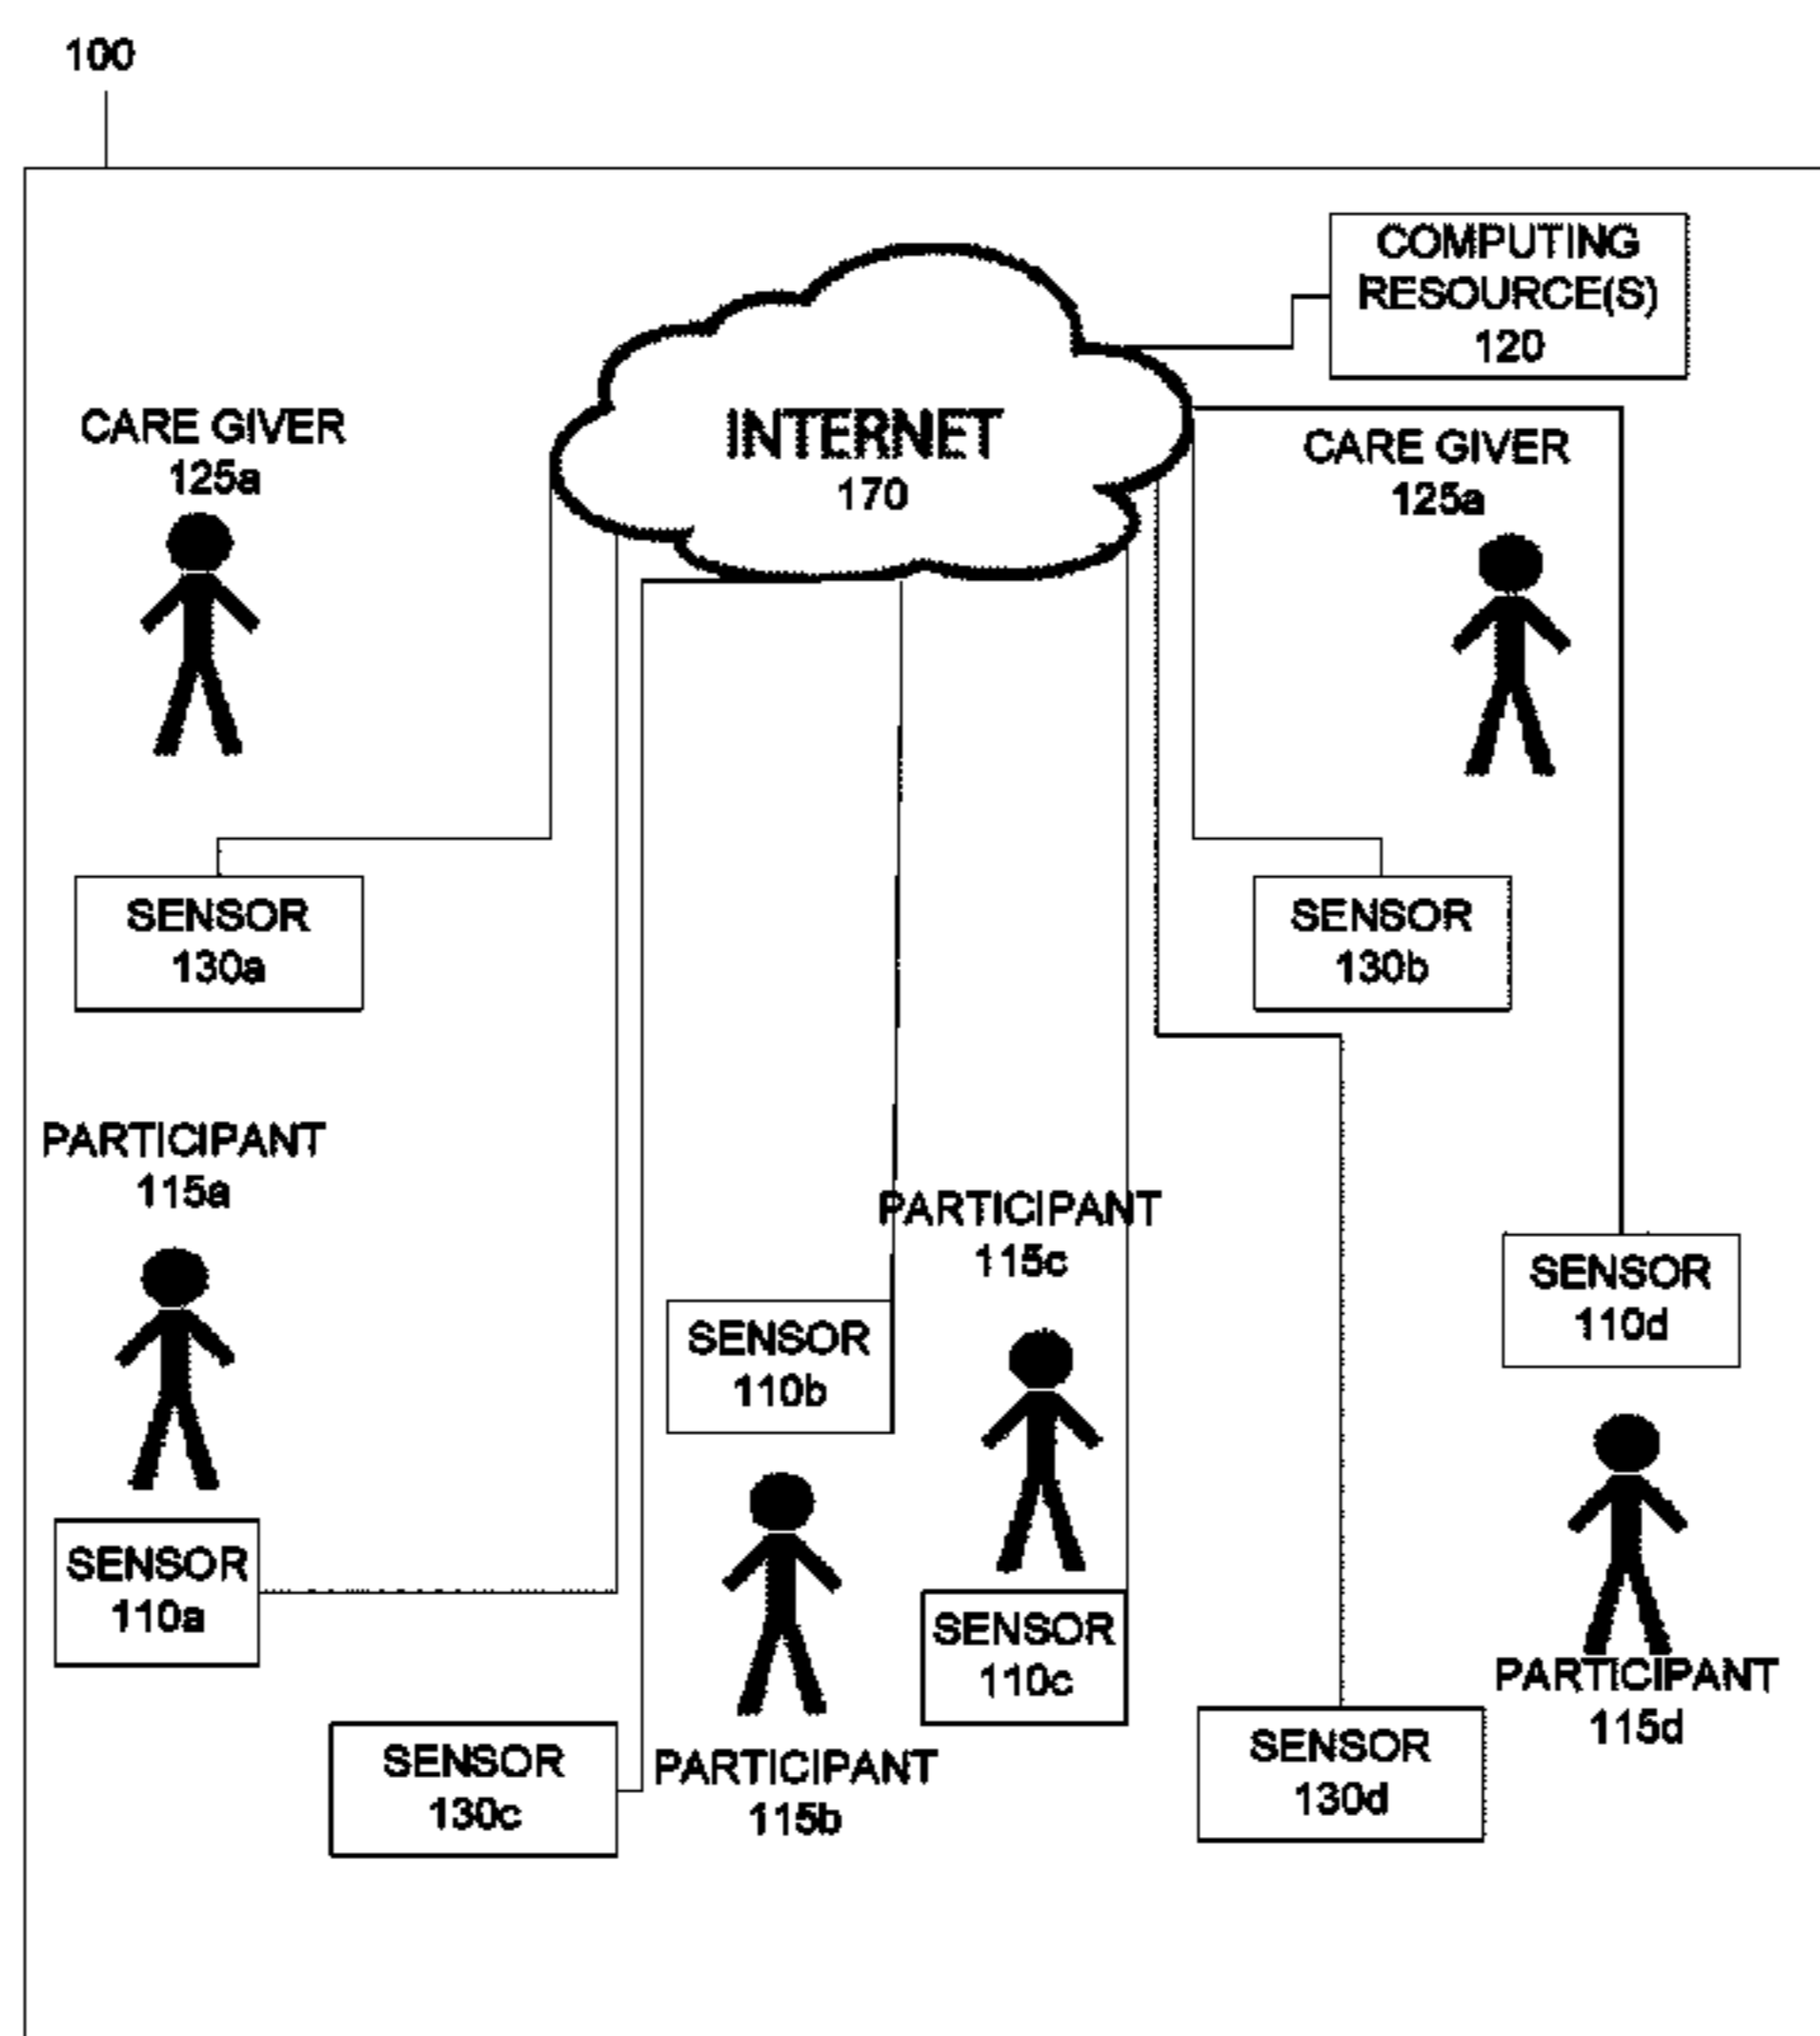 100
COMPUTING
RESOURCE(S)
120
CARE GIVER
125a
INTERNET
170
CARE GIVER
125a
SENSOR
130a
SENSOR
130b
PARTICIPANT
115a
PARTICIPANT
115c
SENSOR
110d
SENSOR
110b
SENSOR
110a
SENSOR
110c
PARTICIPANT
115d
SENSOR
130c
PARTICIPANT
115b
SENSOR
130d